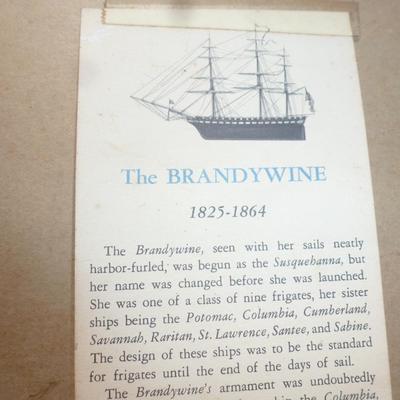 The BRANDYWINE
1825-1864
The Brandywine, seen with her sails neatly
harbor-furled, was begun as the Susquehanna, but
her name was changed before she was launched.
She was one of a class of nine frigates, her sister
ships being the Potomac, Columbia, Cumberland,
Savannah, Raritan, St. Lawrence, Santee, and Sabine.
The design of these ships was to be the standard
for frigates until the end of the days of sail.
The Brandywine's armament was undoubtedly
ship the Columbia,